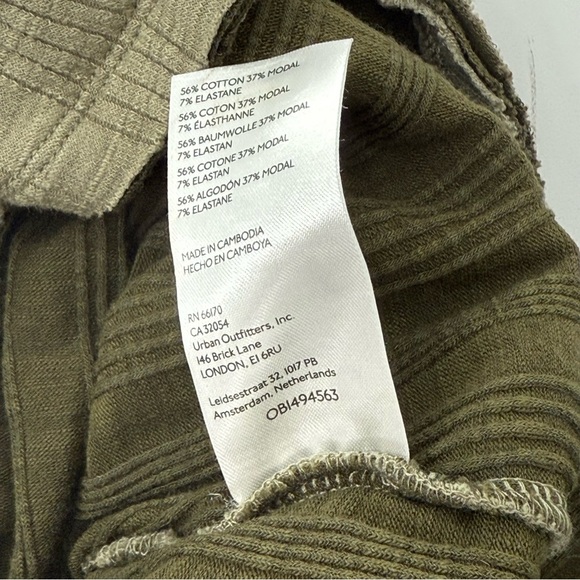 56% COTTON 37% MODAL
7% ELASTANE
56% COTON 37% MODAL
7% ÉLASTHANNE
56% BAUMWOLLE 37% MODAL
7% ELASTAN
56% COTONE 37% MODAL
7% ELASTAN
56% ALGODÓN 37% MODAL
7% ELASTANE
MADE IN CAMBODIA
HECHO EN CAMBOYA
RN 66170
CA 32054
Urban Outfitters, Inc.
146 Brick Lane
LONDON, E1 6RU
Leidsestraat 32, 1017 PB
Amsterdam, Netherlands
OB1494563